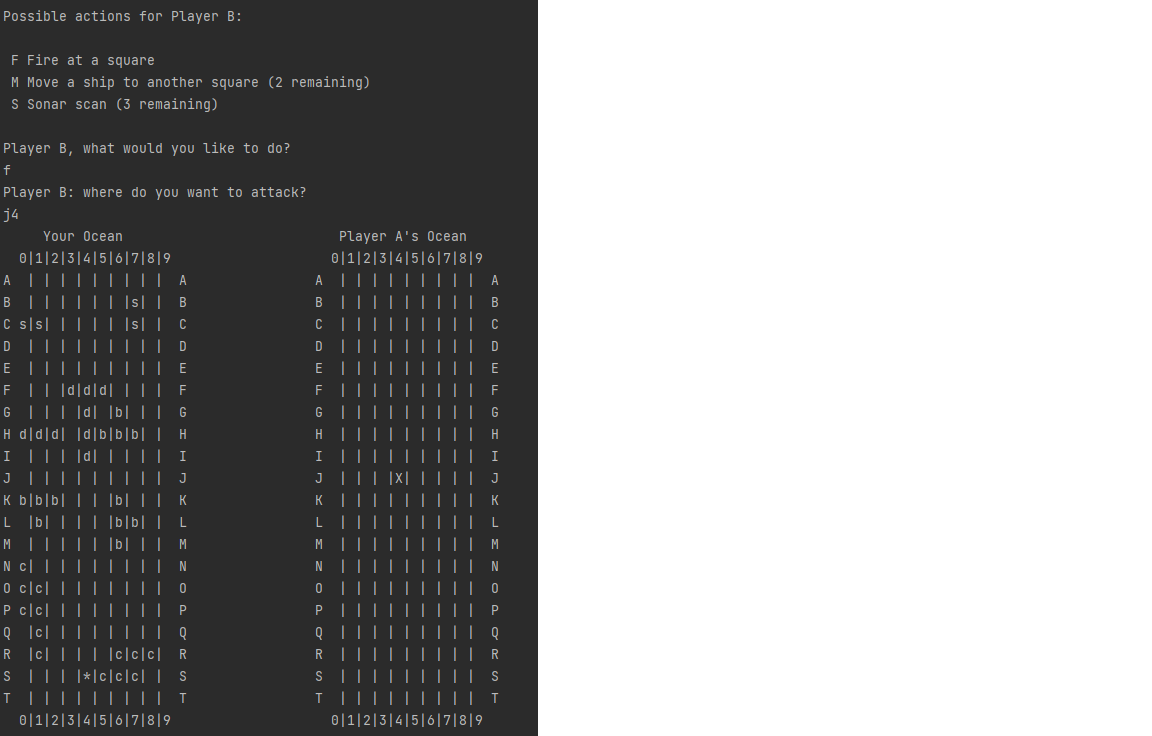 Possible actions for Player B:

 F Fire at a square
 M Move a ship to another square (2 remaining)
 S Sonar scan (3 remaining)

Player B, what would you like to do?
f
Player B: where do you want to attack?
j4
     Your Ocean                           Player A's Ocean
  0|1|2|3|4|5|6|7|8|9                    0|1|2|3|4|5|6|7|8|9
A  | | | | | | | | |  A                A  | | | | | | | | |  A
B  | | | | | | |s| |  B                B  | | | | | | | | |  B
C s|s| | | | | |s| |  C                C  | | | | | | | | |  C
D  | | | | | | | | |  D                D  | | | | | | | | |  D
E  | | | | | | | | |  E                E  | | | | | | | | |  E
F  | | |d|d|d| | | |  F                F  | | | | | | | | |  F
G  | | | |d| |b| | |  G                G  | | | | | | | | |  G
H d|d|d| |d|b|b|b| |  H                H  | | | | | | | | |  H
I  | | | |d| | | | |  I                I  | | | | | | | | |  I
J  | | | | | | | | |  J                J  | | | |X| | | | |  J
K b|b|b| | | |b| | |  K                K  | | | | | | | | |  K
L  |b| | | | |b|b| |  L                L  | | | | | | | | |  L
M  | | | | | |b| | |  M                M  | | | | | | | | |  M
N c| | | | | | | | |  N                N  | | | | | | | | |  N
O c|c| | | | | | | |  O                O  | | | | | | | | |  O
P c|c| | | | | | | |  P                P  | | | | | | | | |  P
Q  |c| | | | | | | |  Q                Q  | | | | | | | | |  Q
R  |c| | | | |c|c|c|  R                R  | | | | | | | | |  R
S  | | | |*|c|c|c| |  S                S  | | | | | | | | |  S
T  | | | | | | | | |  T                T  | | | | | | | | |  T
  0|1|2|3|4|5|6|7|8|9                    0|1|2|3|4|5|6|7|8|9